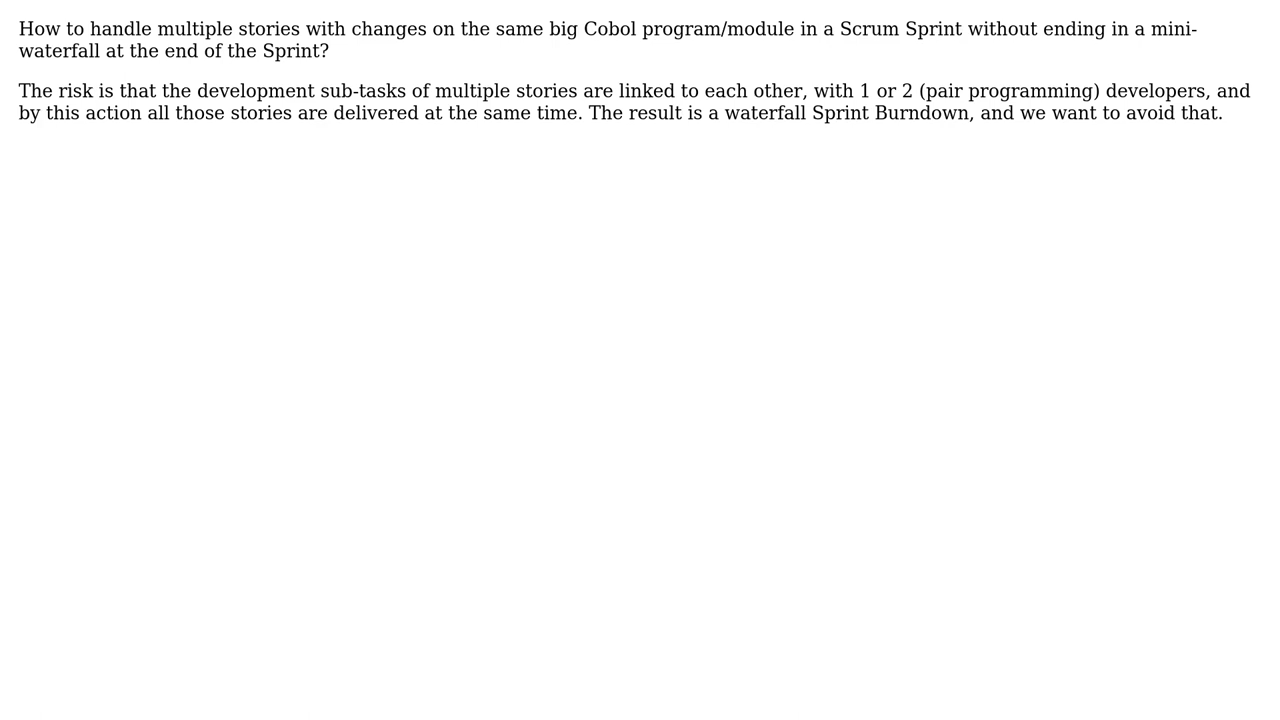 How to handle multiple stories with changes on the same big Cobol program/module in a Scrum Sprint without ending in a mini-
waterfall at the end of the Sprint?
The risk is that the development sub-tasks of multiple stories are linked to each other, with 1 or 2 (pair programming) developers, and
by this action all those stories are delivered at the same time. The result is a waterfall Sprint Burndown, and we want to avoid that.